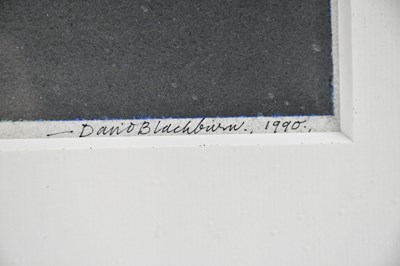 — David Blackburn., 1990.,